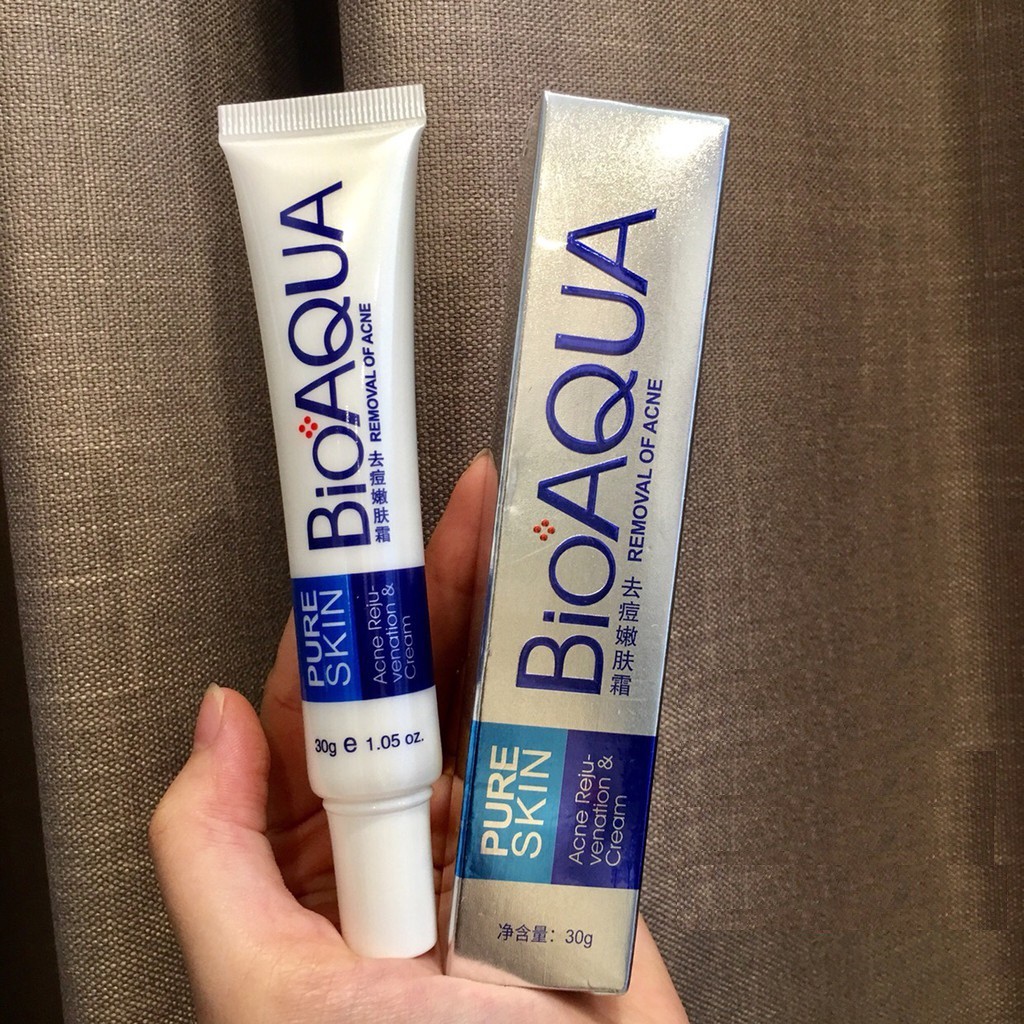 BIOAQUA
REMOVAL OF ACNE
去痘嫩肤霜
PURE
SKIN
Acne Reju-
venation &
Cream
30g e 1.05 oz.
BIOAQUA
REMOVAL OF ACNE
去痘嫩肤霜
PURE
SKIN
Acne Reju-
venation &
Cream
净含量：30g